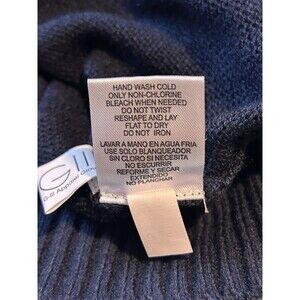 HAND WASH COLD
ONLY NON-CHLORINE
BLEACH WHEN NEEDED
DO NOT TWIST
RESHAPE AND LAY
FLAT TO DRY
DO NOT IRON
LAVAR A MANO EN AGUA FRIA
USE SOLO BLANQUEADOR
SIN CLORO SI NECESITA
NO ESCURRIR
REFORME Y SECAR
EXTENDIDO
NO PLANCHAR
G-III Apparel